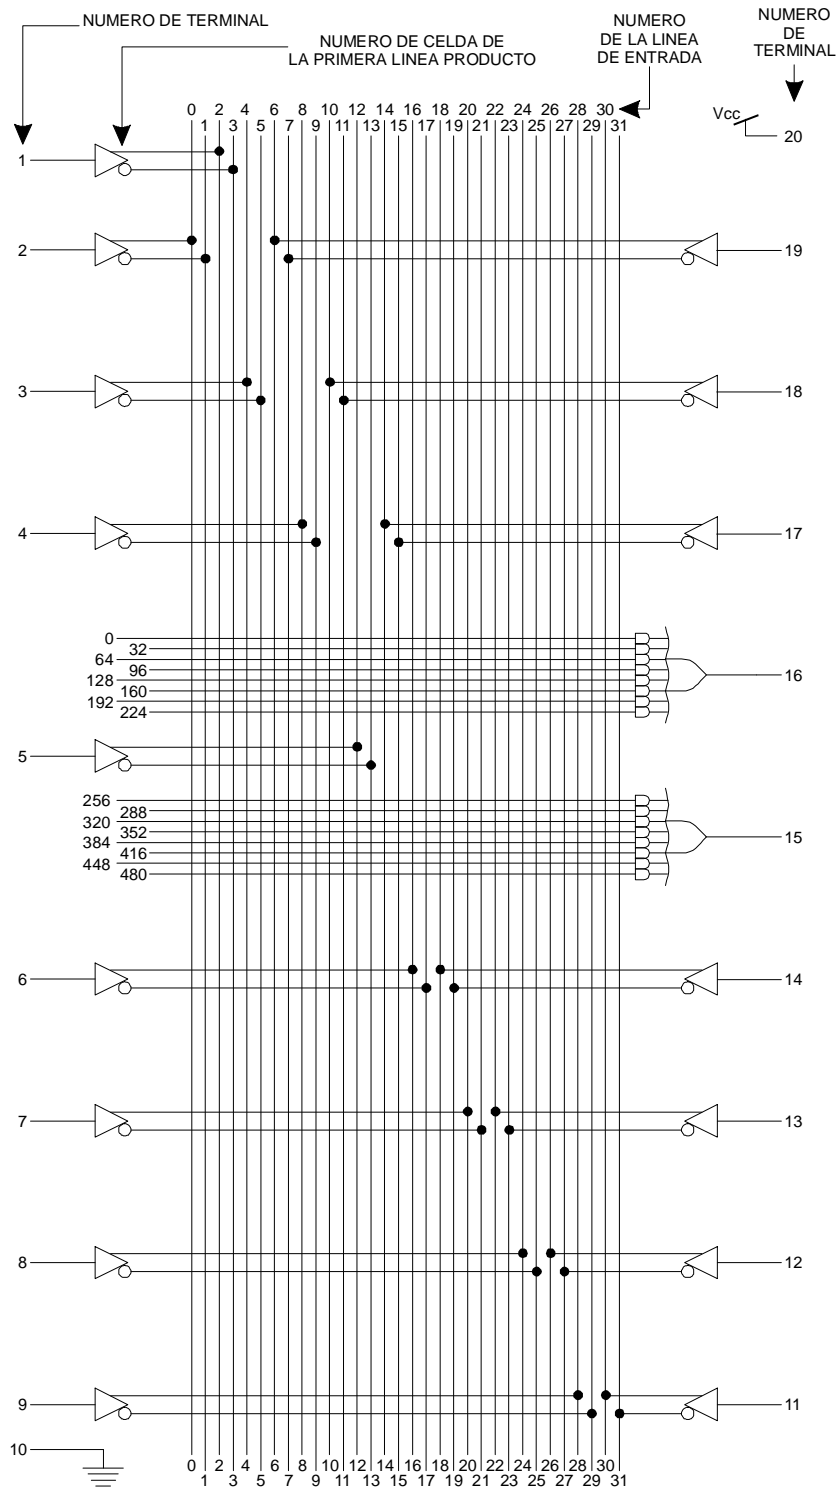 NUMERO DE TERMINAL
NUMERO DE CELDA DE
LA PRIMERA LINEA PRODUCTO
NUMERO
DE LA LINEA
DE ENTRADA
NUMERO
DE
TERMINAL
0 2 4 6 8 10 12 14 16 18 20 22 24 26 28 30
1 3 5 7 9 11 13 15 17 19 21 23 25 27 29 31
Vcc
20
1
2
19
3
18
4
17
0
32
64
96
128
160
192
224
16
5
256
288
320
352
384
416
448
480
15
6
14
7
13
8
12
9
11
10
0 2 4 6 8 10 12 14 16 18 20 22 24 26 28 30
1 3 5 7 9 11 13 15 17 19 21 23 25 27 29 31